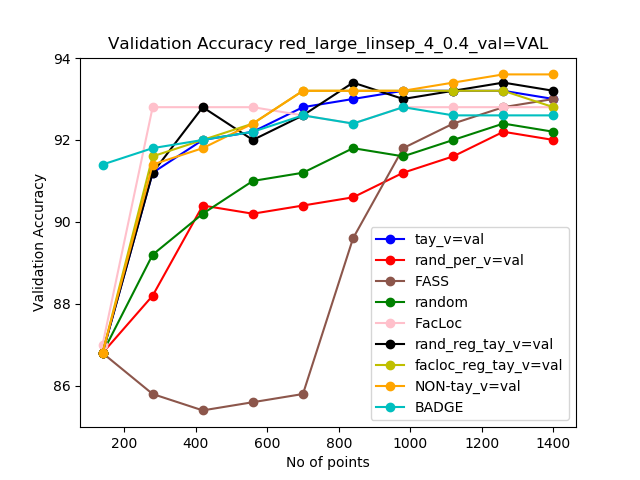 Validation Accuracy red_large_linsep_4_0.4_val=VAL
94
92
90
88
86
Validation Accuracy
tay_v=val
rand_per_v=val
FASS
random
FacLoc
rand_reg_tay_v=val
facloc_reg_tay_v=val
NON-tay_v=val
BADGE
200 400 600 800 1000 1200 1400
No of points